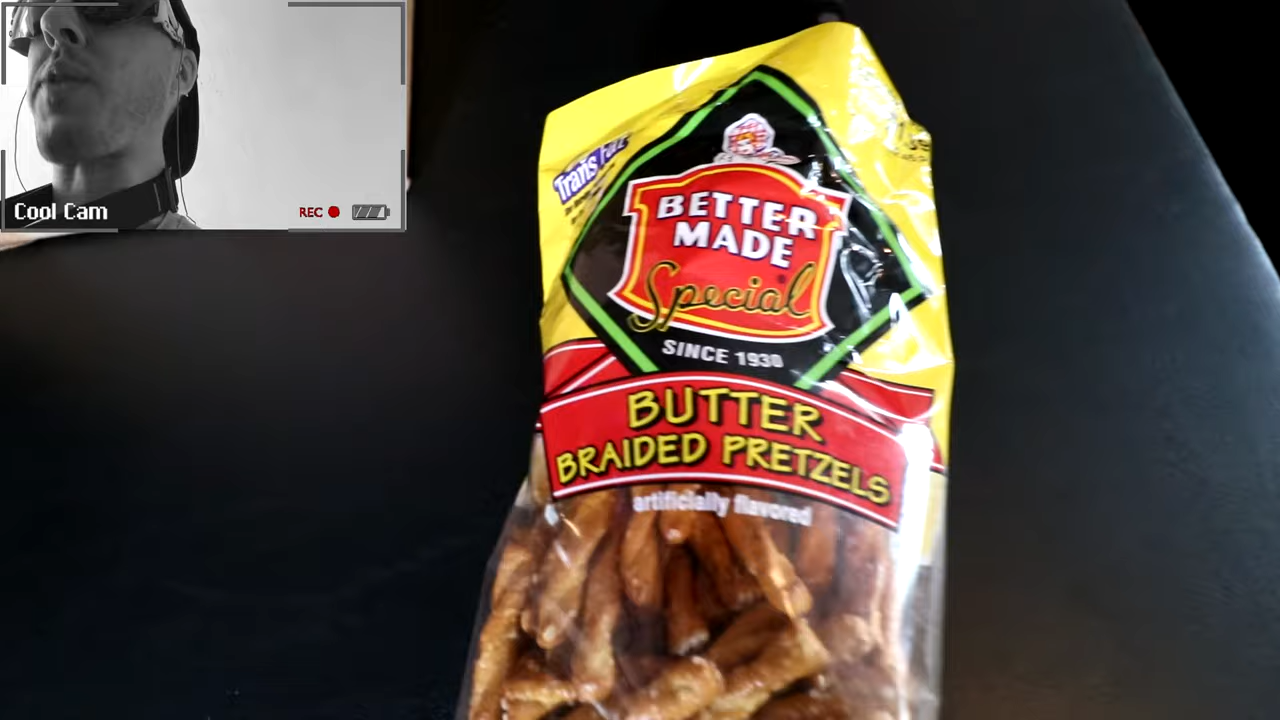 Cool Cam
REC
Trans Fat
BETTER
MADE
Special
SINCE 1930
BUTTER
BRAIDED PRETZELS
artificially flavored